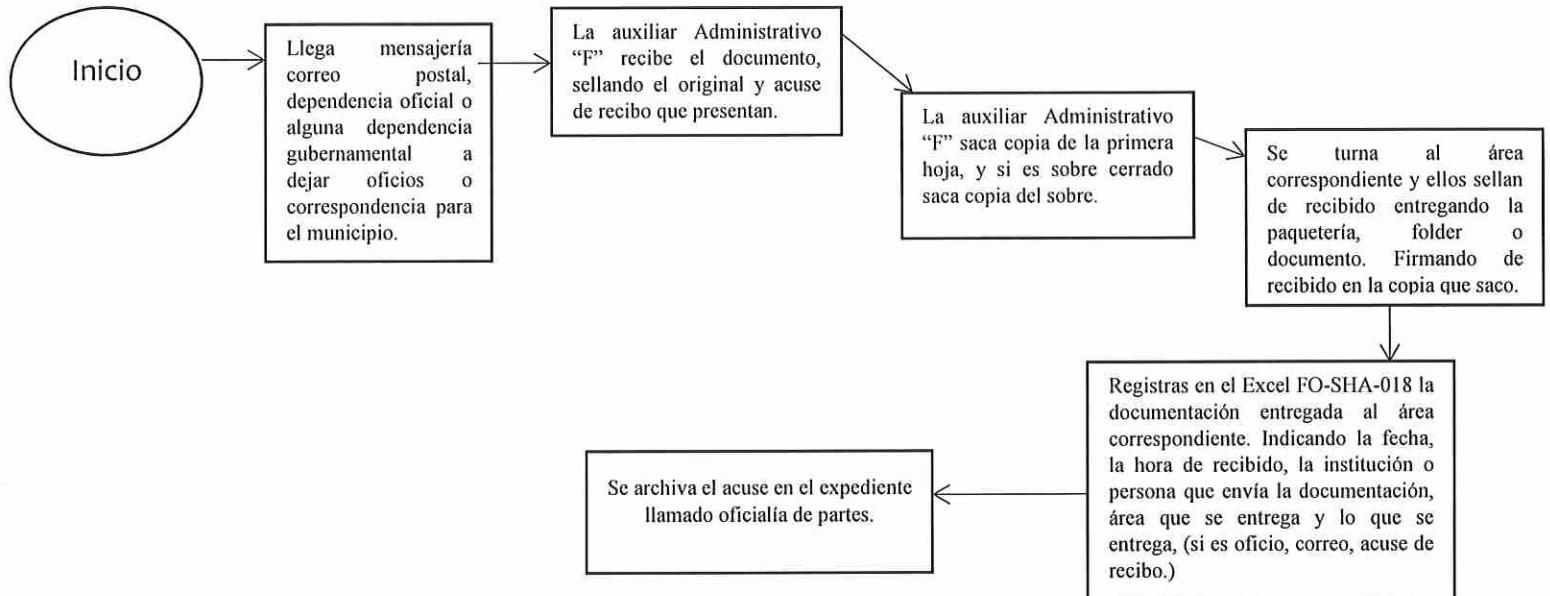 Inicio
Llega mensajería
correo postal,
dependencia oficial o
alguna dependencia
gubernamental a
dejar oficios o
correspondencia para
el municipio.
La auxiliar Administrativo
“F” recibe el documento,
sellando el original y acuse
de recibo que presentan.
La auxiliar Administrativo
“F” saca copia de la primera
hoja, y si es sobre cerrado
saca copia del sobre.
Se turna al área
correspondiente y ellos sellan
de recibido entregando la
paquetería, folder o
documento. Firmando de
recibido en la copia que saco.
Registras en el Excel FO-SHA-018 la
documentación entregada al área
correspondiente. Indicando la fecha,
la hora de recibido, la institución o
persona que envía la documentación,
área que se entrega y lo que se
entrega, (si es oficio, correo, acuse de
recibo.)
Se archiva el acuse en el expediente
llamado oficialía de partes.